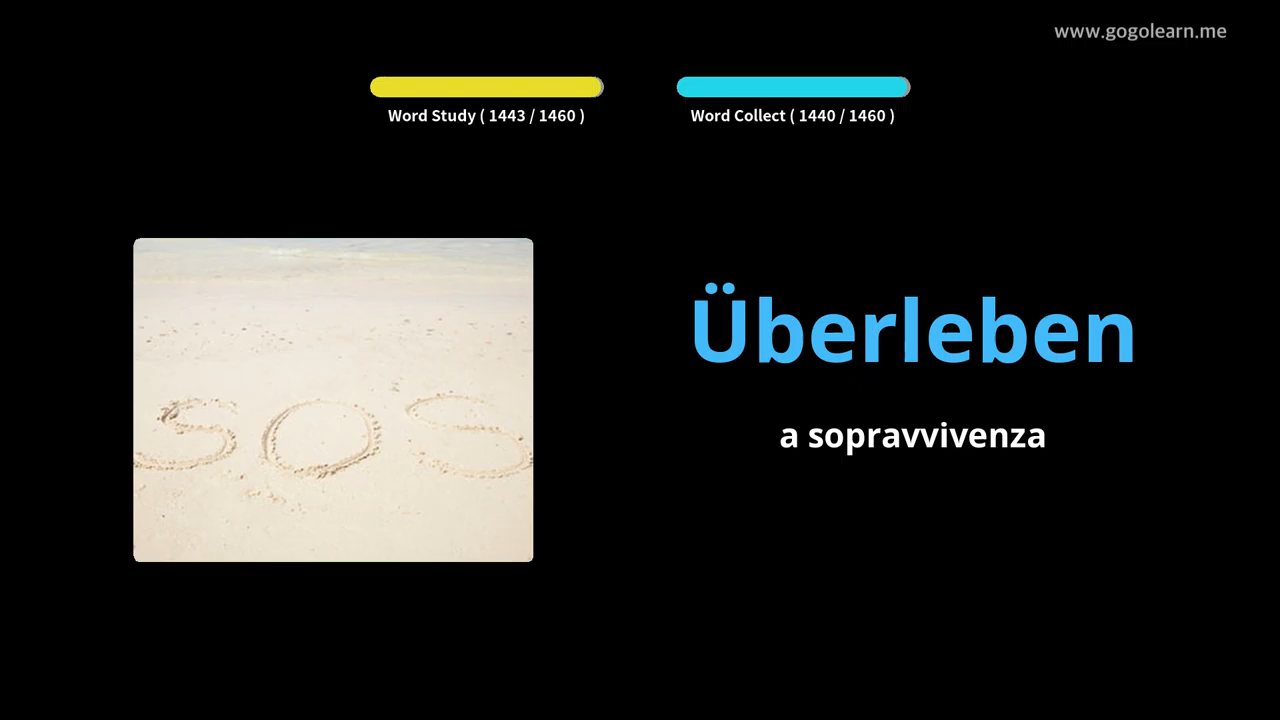 www.gogolearn.me
Word Study ( 1443 / 1460 )
Word Collect ( 1440 / 1460 )
SOS
Überleben
a sopravvivenza